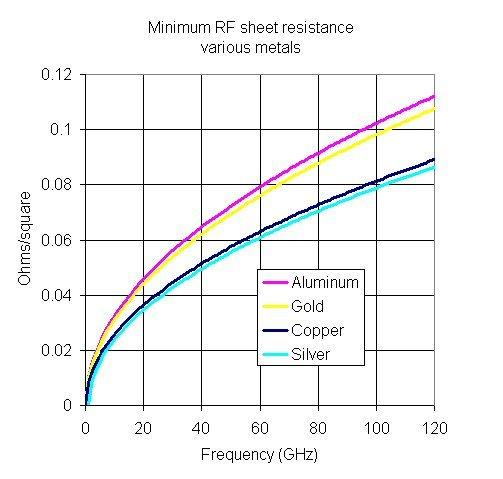 Minimum RF sheet resistance
various metals
0.12
0.1
0.08
0.06
0.04
0.02
0
Ohms/square
Aluminum
Gold
Copper
Silver
0 20 40 60 80 100 120
Frequency (GHz)